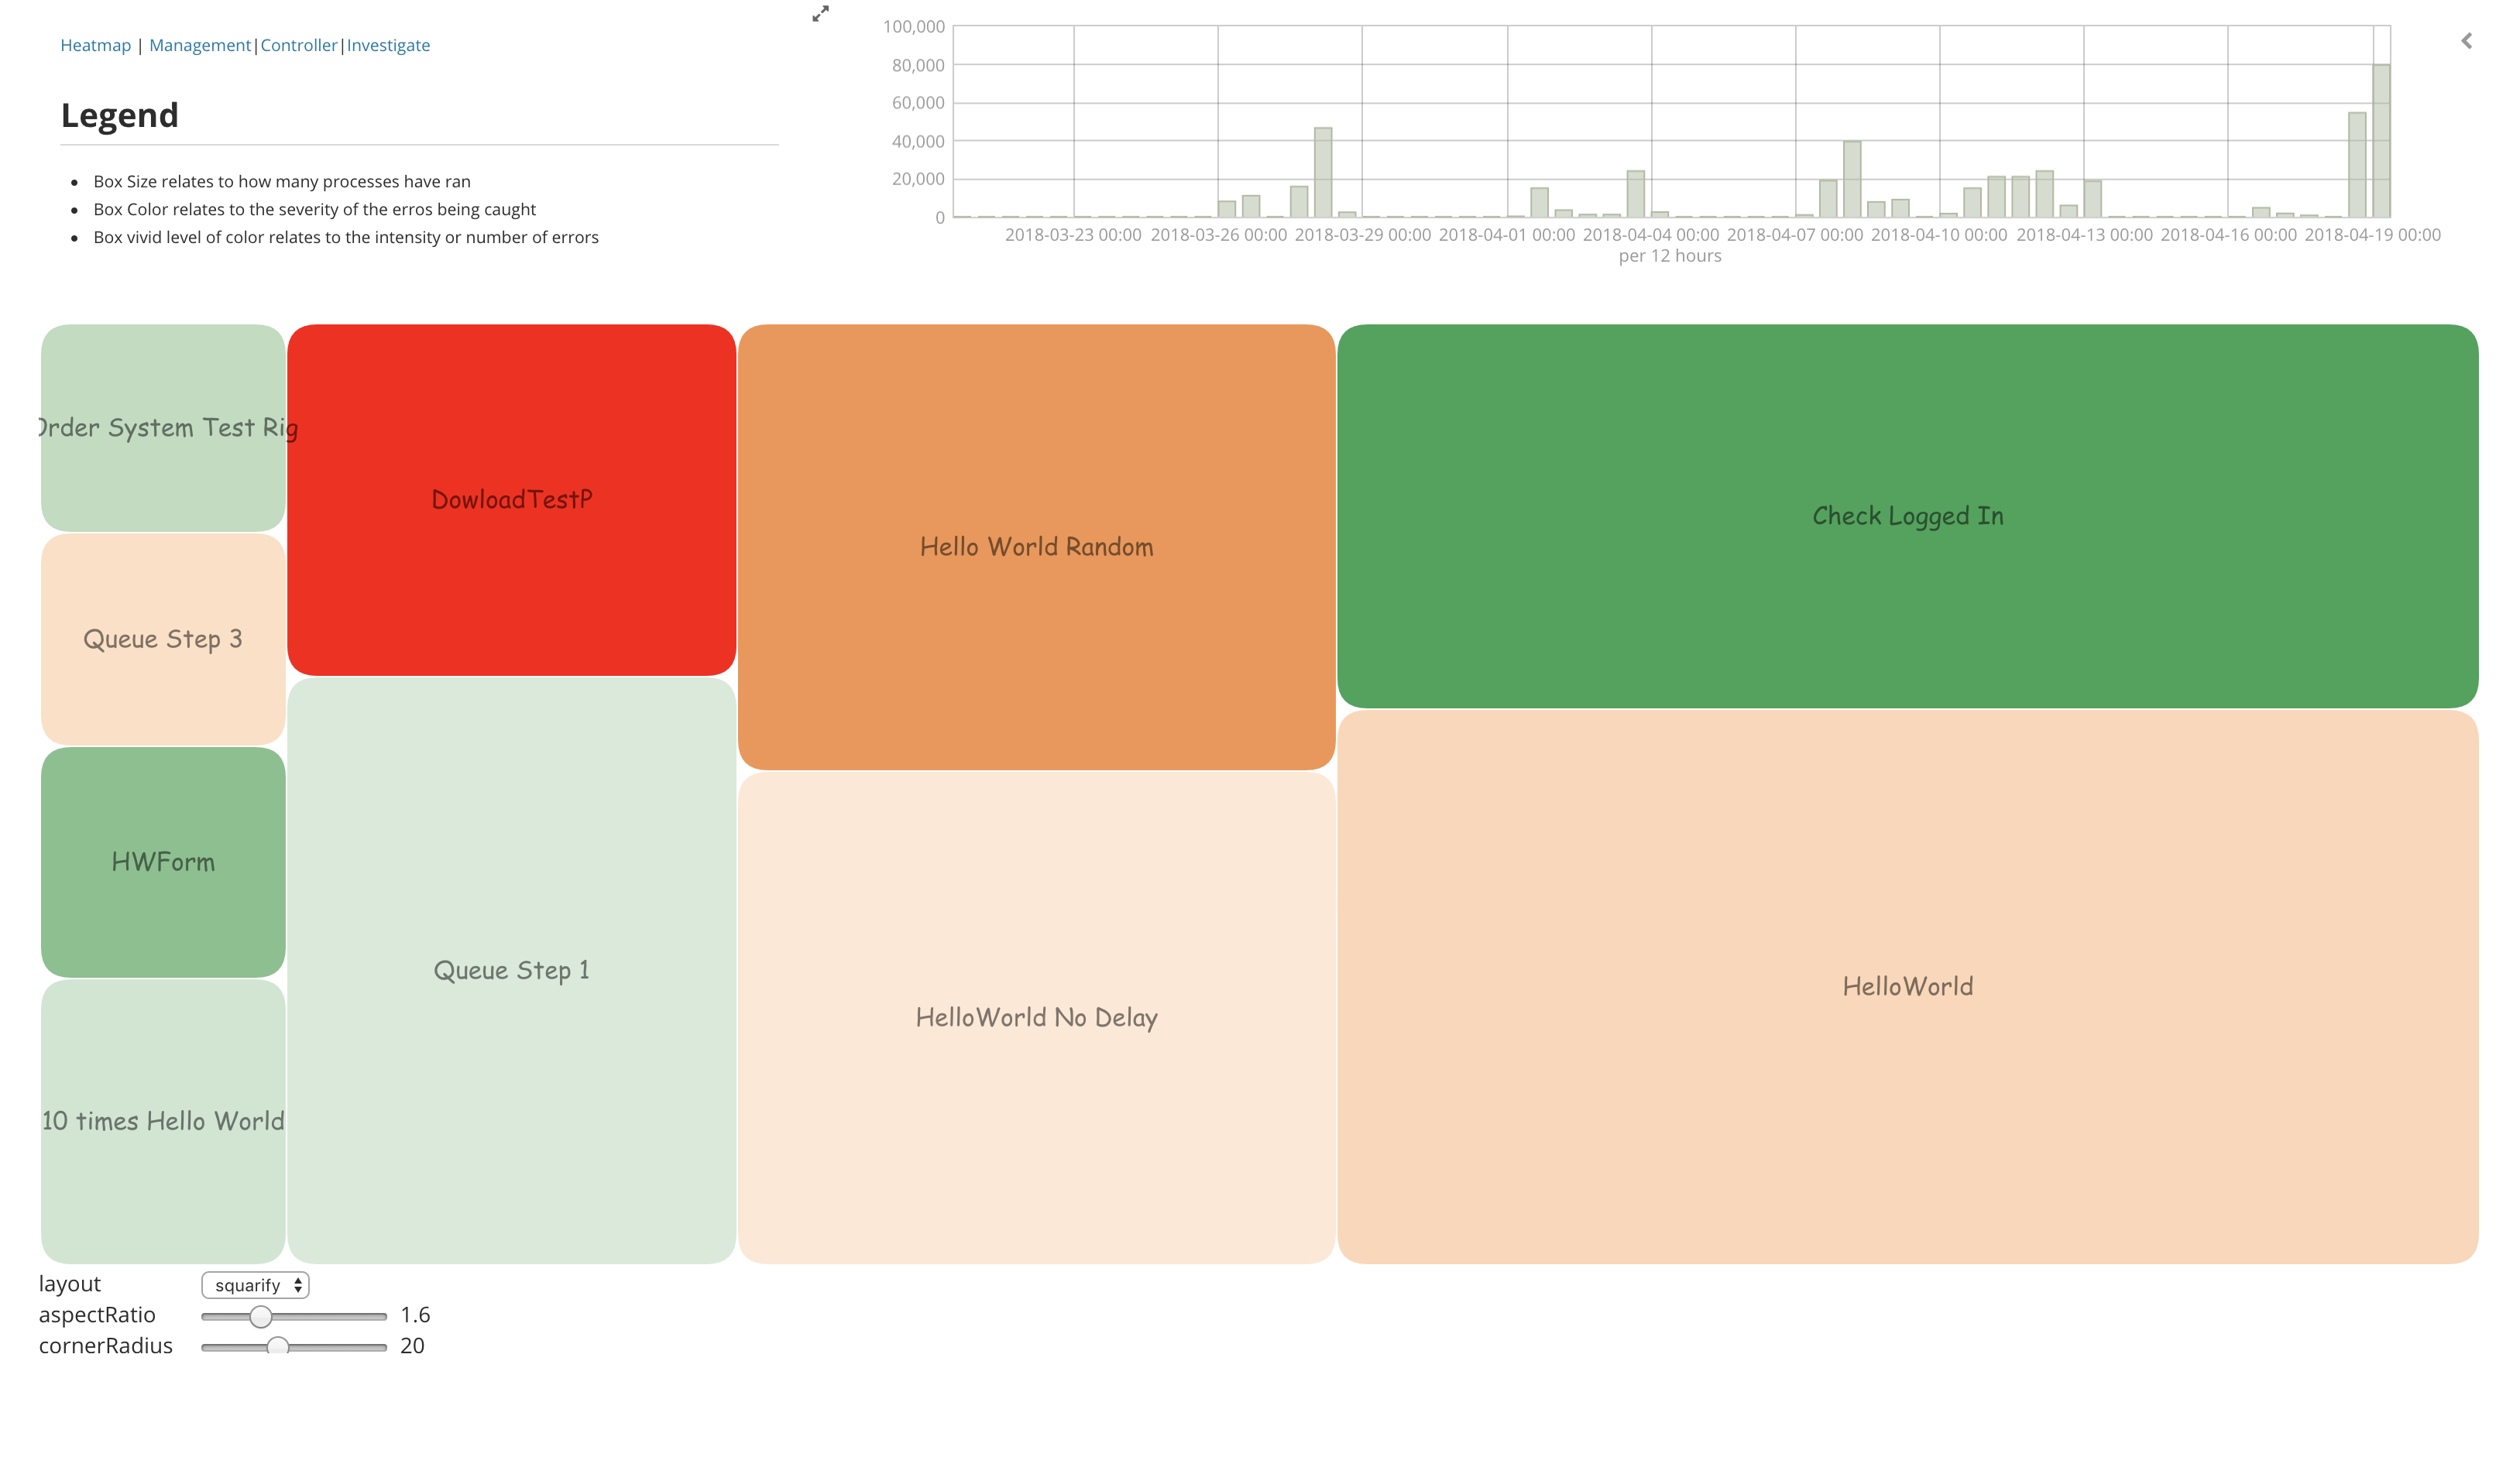 Heatmap | Management|Controller|Investigate
Legend
• Box Size relates to how many processes have ran
• Box Color relates to the severity of the erros being caught
• Box vivid level of color relates to the intensity or number of errors
100,000
80,000
60,000
40,000
20,000
0
2018-03-23 00:00 2018-03-26 00:00 2018-03-29 00:00 2018-04-01 00:00 2018-04-04 00:00 2018-04-07 00:00 2018-04-10 00:00 2018-04-13 00:00 2018-04-16 00:00 2018-04-19 00:00
per 12 hours
Order System Test Rig
Queue Step 3
HWForm
10 times Hello World
DowloadTestP
Queue Step 1
Hello World Random
HelloWorld No Delay
Check Logged In
HelloWorld
layout squarify
aspectRatio 1.6
cornerRadius 20